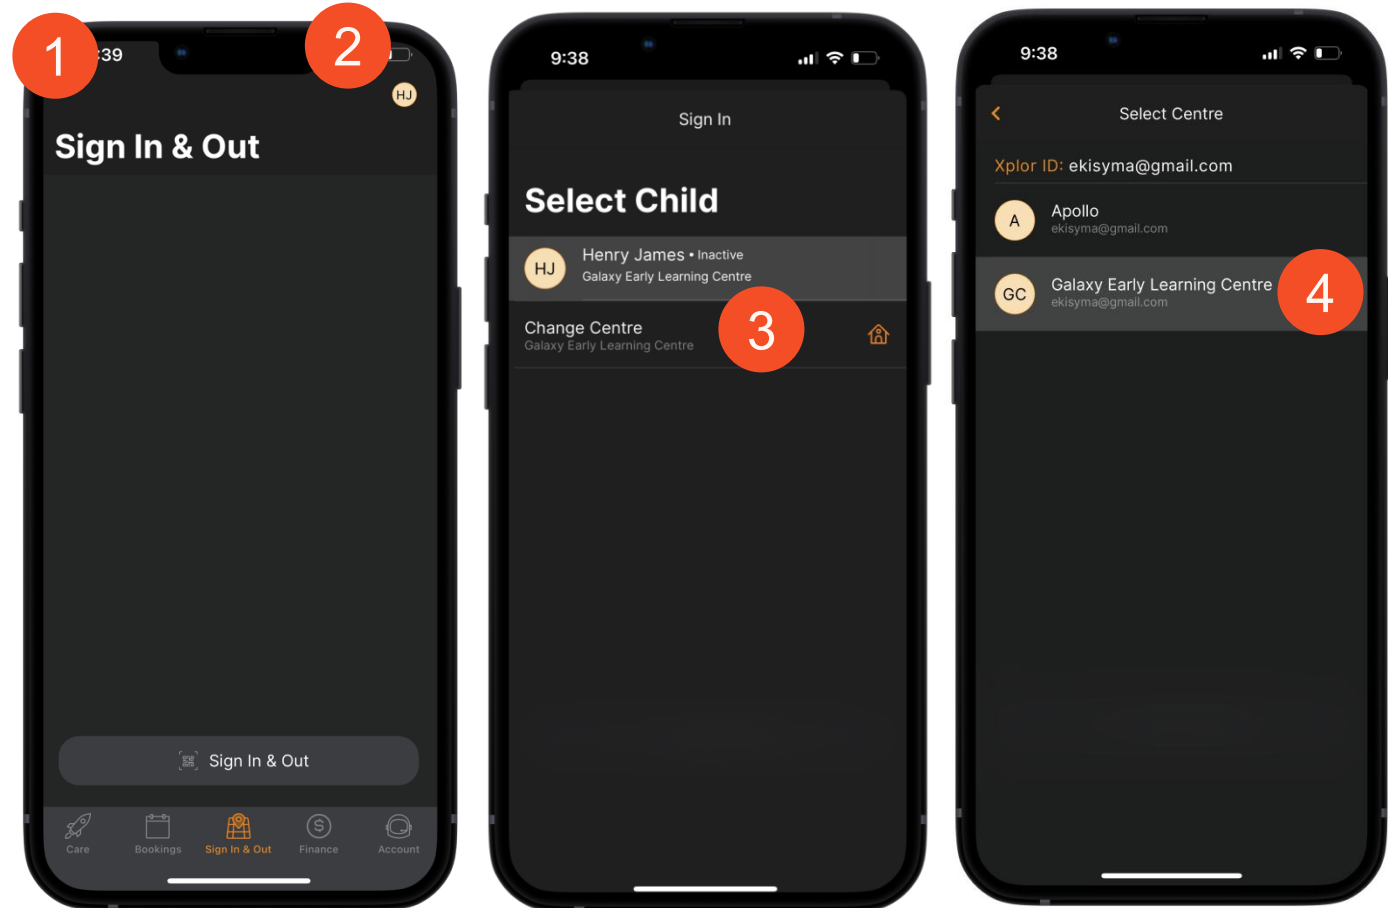 1
2
:39
HJ
Sign In & Out
Sign In & Out
Care
Bookings
Sign In & Out
Finance
Account
9:38
Sign In
Select Child
HJ
Henry James • Inactive
Galaxy Early Learning Centre
Change Centre
Galaxy Early Learning Centre
3
9:38
Select Centre
Xplor ID: ekisyma@gmail.com
A
Apollo
ekisyma@gmail.com
GC
Galaxy Early Learning Centre
ekisyma@gmail.com
4